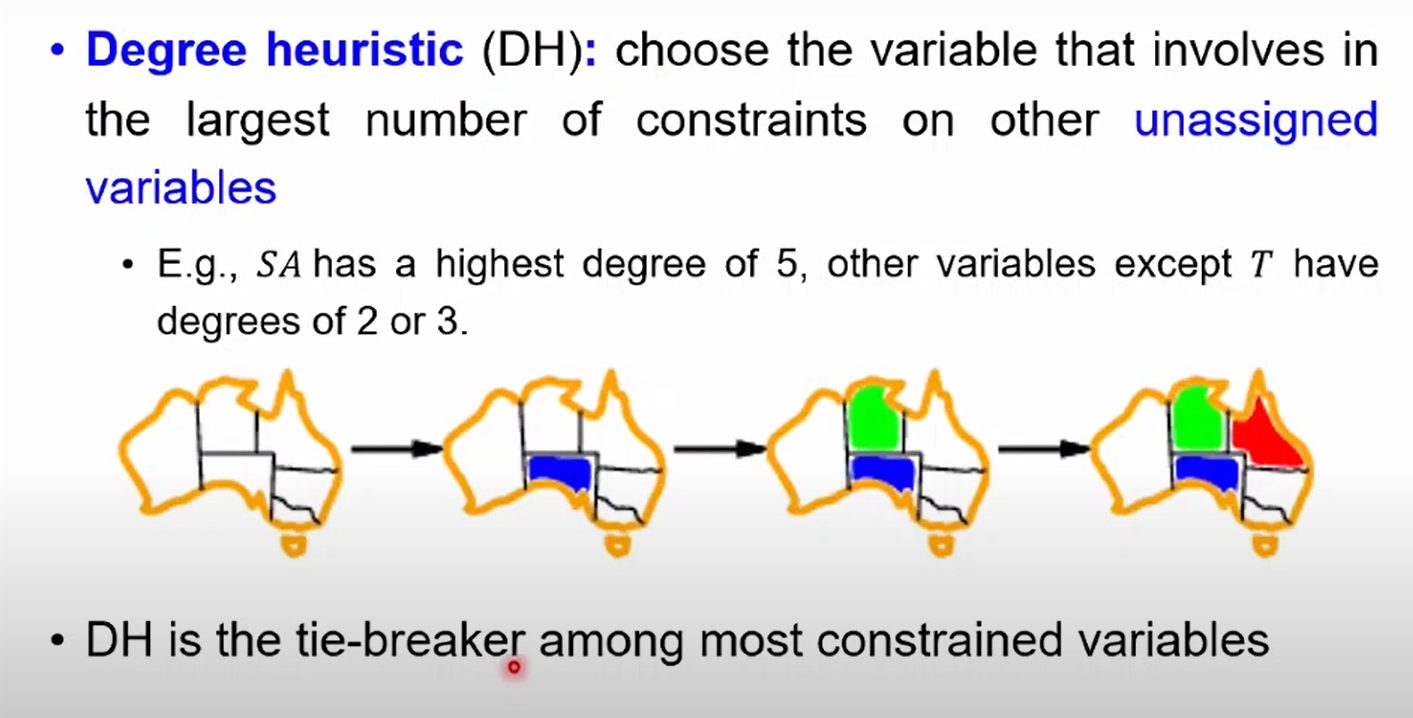 • Degree heuristic (DH): choose the variable that involves in
the largest number of constraints on other unassigned
variables
• E.g., SA has a highest degree of 5, other variables except T have
degrees of 2 or 3.
• DH is the tie-breaker among most constrained variables